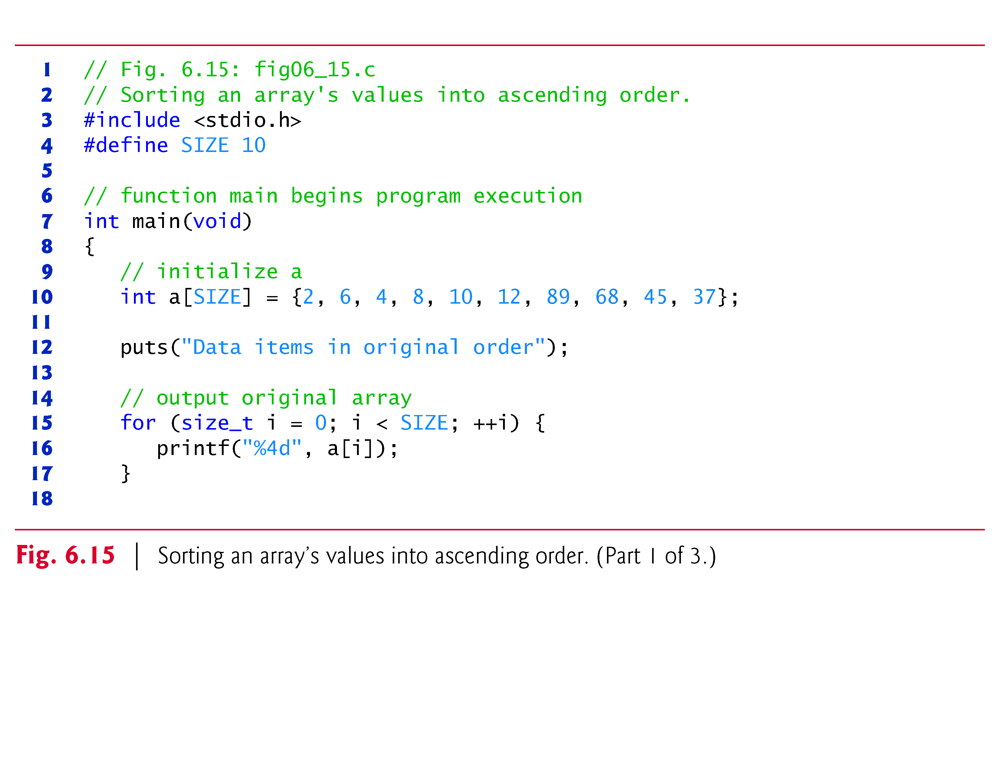 1 // Fig. 6.15: fig06_15.c
2 // Sorting an array's values into ascending order.
3 #include <stdio.h>
4 #define SIZE 10
5
6 // function main begins program execution
7 int main(void)
8 {
9    // initialize a
10    int a[SIZE] = {2, 6, 4, 8, 10, 12, 89, 68, 45, 37};
11
12    puts("Data items in original order");
13
14    // output original array
15    for (size_t i = 0; i < SIZE; ++i) {
16       printf("%4d", a[i]);
17    }
18
Fig. 6.15 | Sorting an array’s values into ascending order. (Part 1 of 3.)